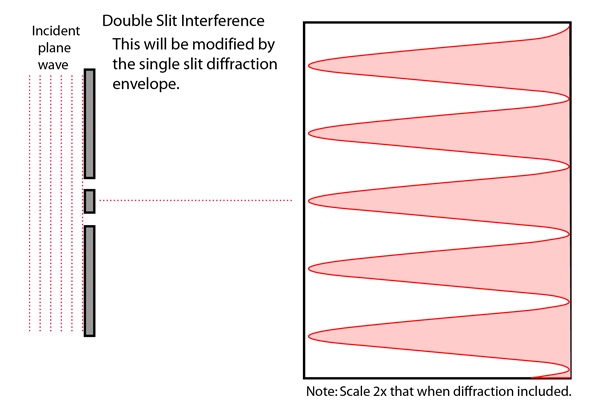 Double Slit Interference
Incident
plane
wave
This will be modified by
the single slit diffraction
envelope.
Note: Scale 2x that when diffraction included.